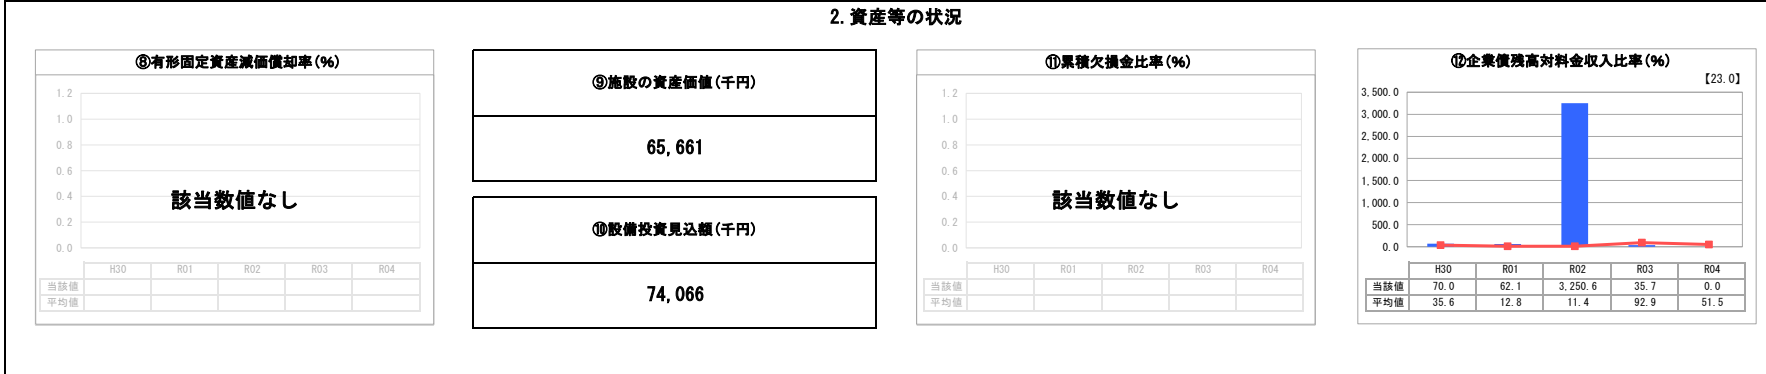 2.資産等の状況
⑧有形固定資産減価償却率(%)
1.2
1.0
0.8
0.6
0.4
0.2
0.0
該当数値なし
H30 R01 R02 R03 R04
当該値
平均値
⑨施設の資産価値(千円)
65,661
⑩設備投資見込額(千円)
74,066
⑪累積欠損金比率(%)
1.2
1.0
0.8
0.6
0.4
0.2
0.0
該当数値なし
H30 R01 R02 R03 R04
当該値
平均値
⑫企業債残高対料金収入比率(%)
【23.0】
3,500.0
3,000.0
2,500.0
2,000.0
1,500.0
1,000.0
500.0
0.0
H30 R01 R02 R03 R04
当該値 70.0 62.1 3,250.6 35.7 0.0
平均値 35.6 12.8 11.4 92.9 51.5